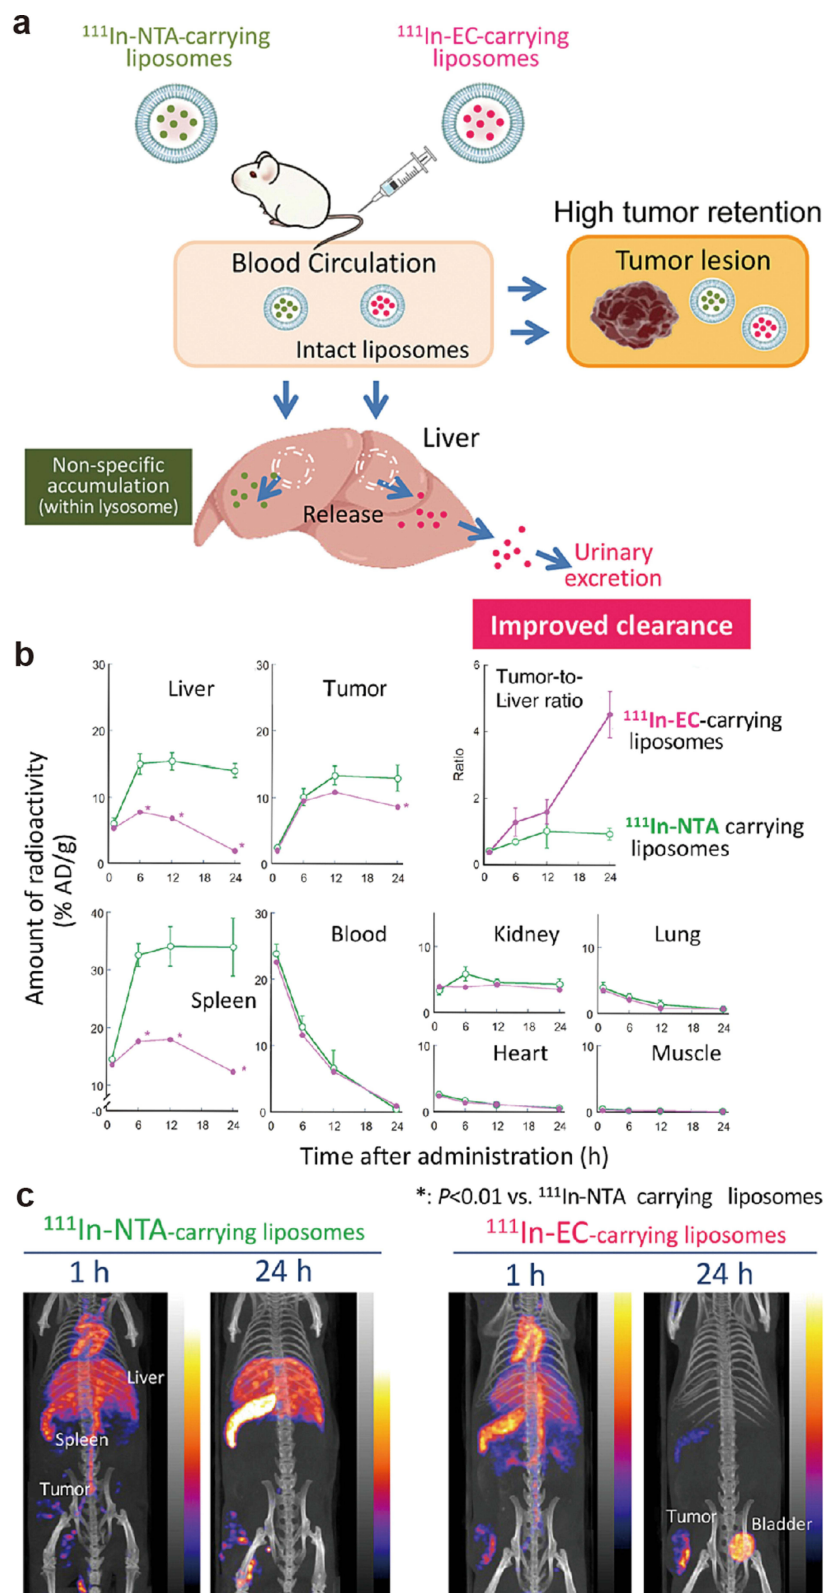 a
¹¹¹In-NTA-carrying
liposomes
¹¹¹In-EC-carrying
liposomes
High tumor retention
Blood Circulation
Intact liposomes
Tumor lesion
Liver
Non-specific
accumulation
(within lysosome)
Release
Urinary
excretion
Improved clearance
b
Amount of radioactivity
(% AD/g)
Liver
30
20
10
0
0 6 12 18 24
Tumor
30
20
10
0
0 6 12 18 24
Tumor-to-
Liver ratio
Ratio
6
4
2
0
0 6 12 18 24
¹¹¹In-EC-carrying
liposomes
¹¹¹In-NTA carrying
liposomes
Spleen
40
30
20
10
0
0 6 12 18 24
Blood
30
20
10
0
0 6 12 18 24
Kidney
10
0
0 6 12 18 24
Lung
10
0
0 6 12 18 24
Heart
10
0
0 6 12 18 24
Muscle
10
0
0 6 12 18 24
Time after administration (h)
*: P<0.01 vs. ¹¹¹In-NTA carrying liposomes
c
¹¹¹In-NTA-carrying liposomes
1 h
24 h
¹¹¹In-EC-carrying liposomes
1 h
24 h
Liver
Spleen
Tumor
Tumor
Bladder